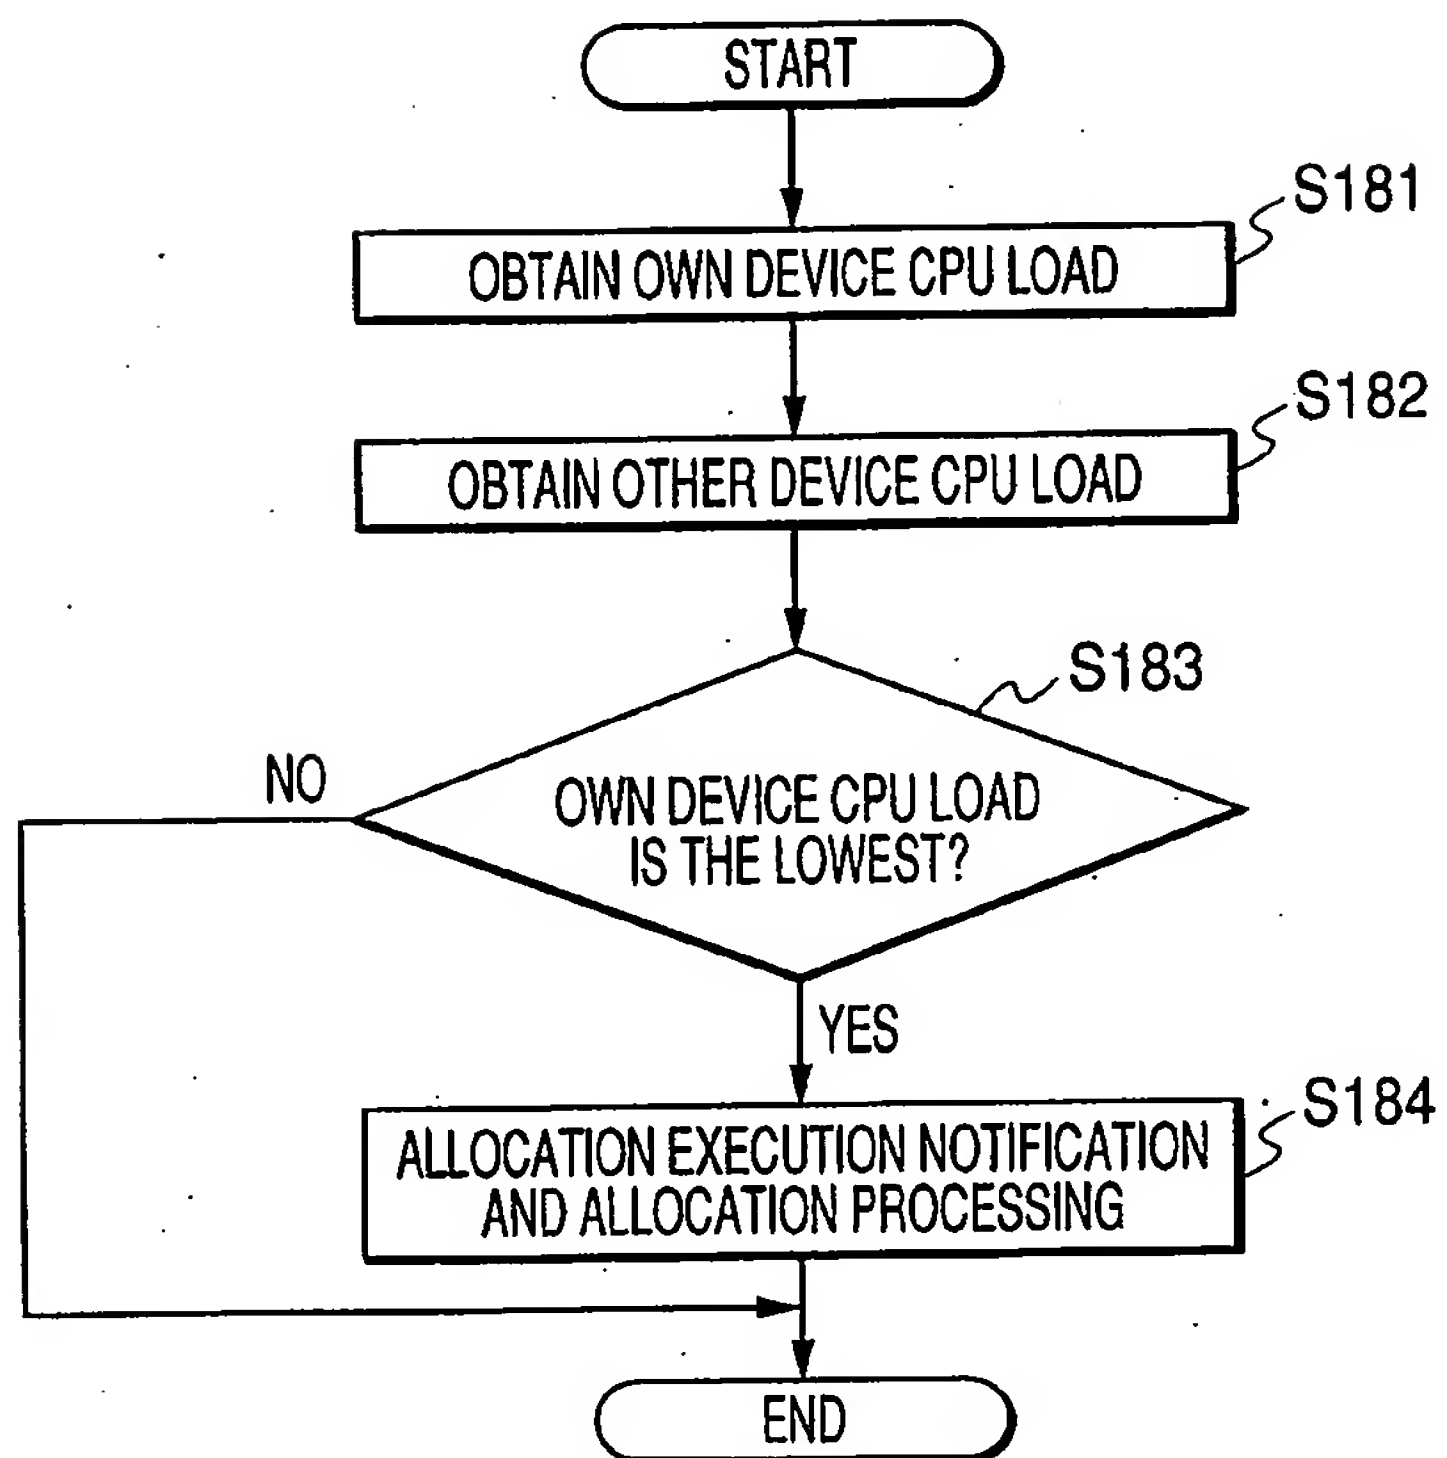 START
S181
OBTAIN OWN DEVICE CPU LOAD
S182
OBTAIN OTHER DEVICE CPU LOAD
S183
NO
OWN DEVICE CPU LOAD
IS THE LOWEST?
YES
S184
ALLOCATION EXECUTION NOTIFICATION
AND ALLOCATION PROCESSING
END